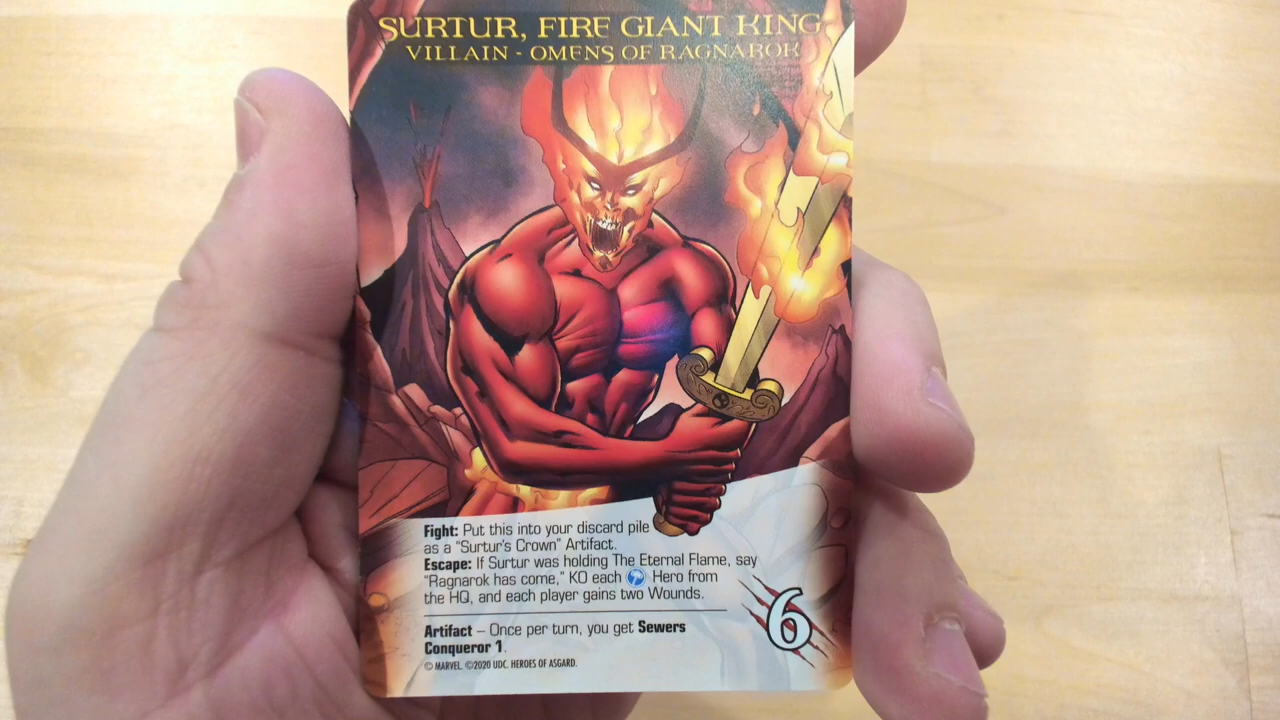 SURTUR, FIRE GIANT KING
VILLAIN - OMENS OF RAGNAROK
Fight: Put this into your discard pile
as a "Surtur's Crown" Artifact.
Escape: If Surtur was holding The Eternal Flame, say
"Ragnarok has come," KO each Hero from
the HQ, and each player gains two Wounds.
6
Artifact – Once per turn, you get Sewers
Conqueror 1.
© MARVEL. ©2020 UDC. HEROES OF ASGARD.